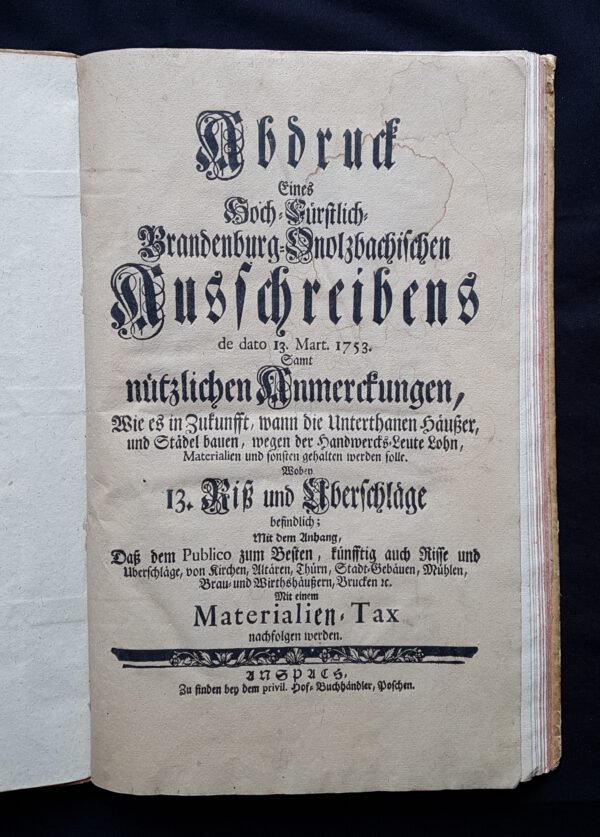 Abdruck
Eines
Hoch-Fürstlich-
Brandenburg-Onolzbachischen
Ausschreibens
de dato 13. Mart. 1753.
Samt
nützlichen Anmerckungen,
Wie es in Zukunfft, wann die Unterthanen Häußer,
und Städel bauen, wegen der Handwercks-Leute Lohn,
Materialien und sonsten gehalten werden solle.
Wobey
13. Riß und Uberschläge
befindlich;
Mit dem Anhang,
Daß dem Publico zum Besten, künfftig auch Risse und
Uberschläge, von Kirchen, Altären, Thürn, Stadt-Gebäuen, Mühlen,
Brau- und Wirthshäußern, Brucken ꝛc.
Mit einem
Materialien-Tax
nachfolgen werden.
ANSPACH,
Zu finden bey dem privil. Hof-Buchhändler, Poschen.